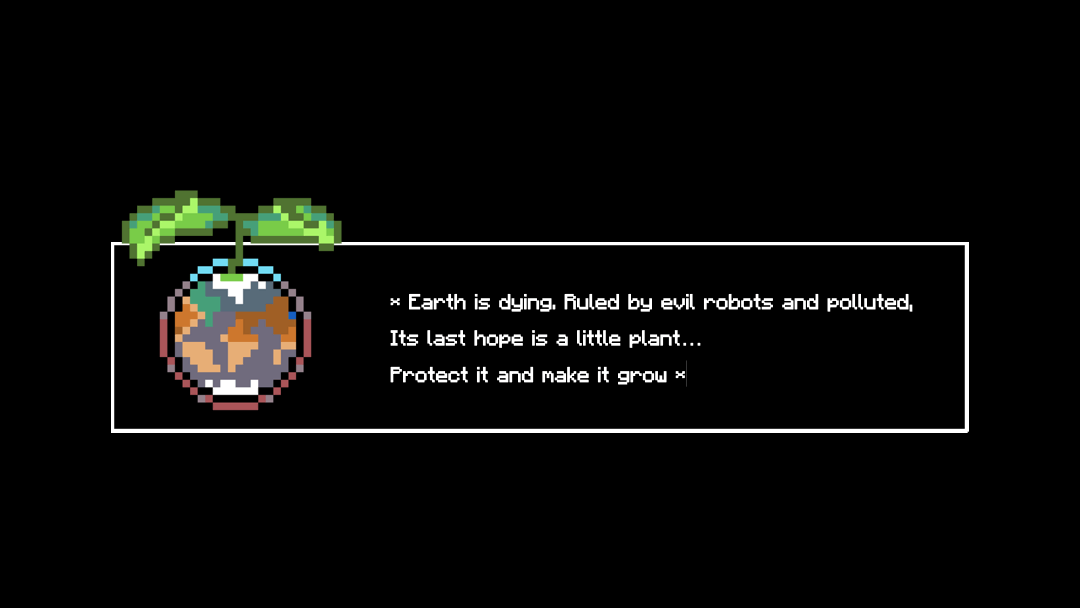 × Earth is dying. Ruled by evil robots and polluted,
Its last hope is a little plant...
Protect it and make it grow ×